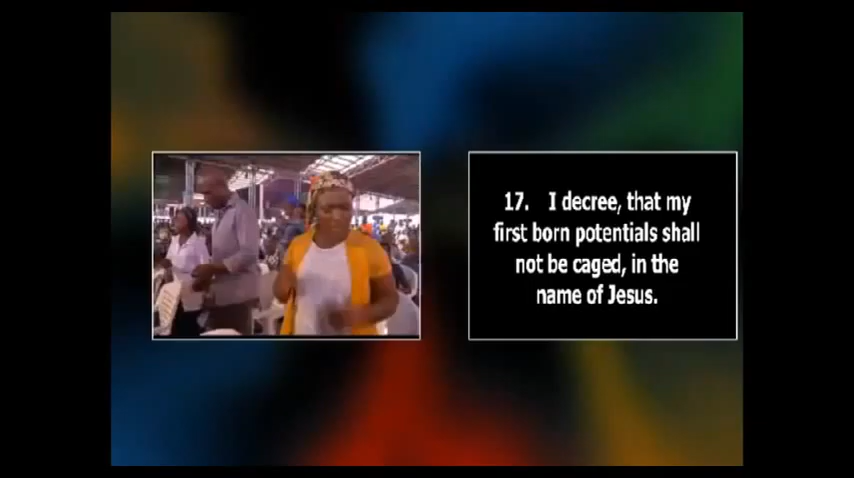 17. I decree, that my
first born potentials shall
not be caged, in the
name of Jesus.